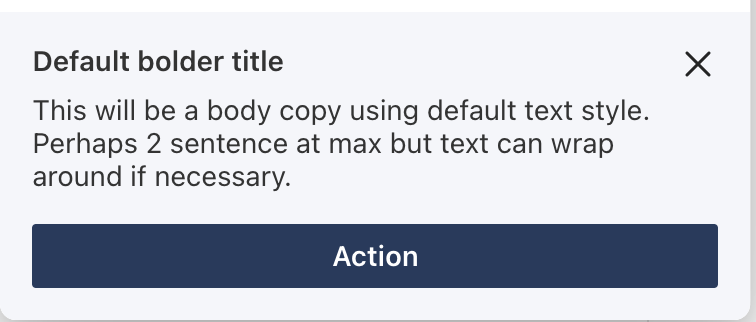 Default bolder title
This will be a body copy using default text style.
Perhaps 2 sentence at max but text can wrap
around if necessary.
Action